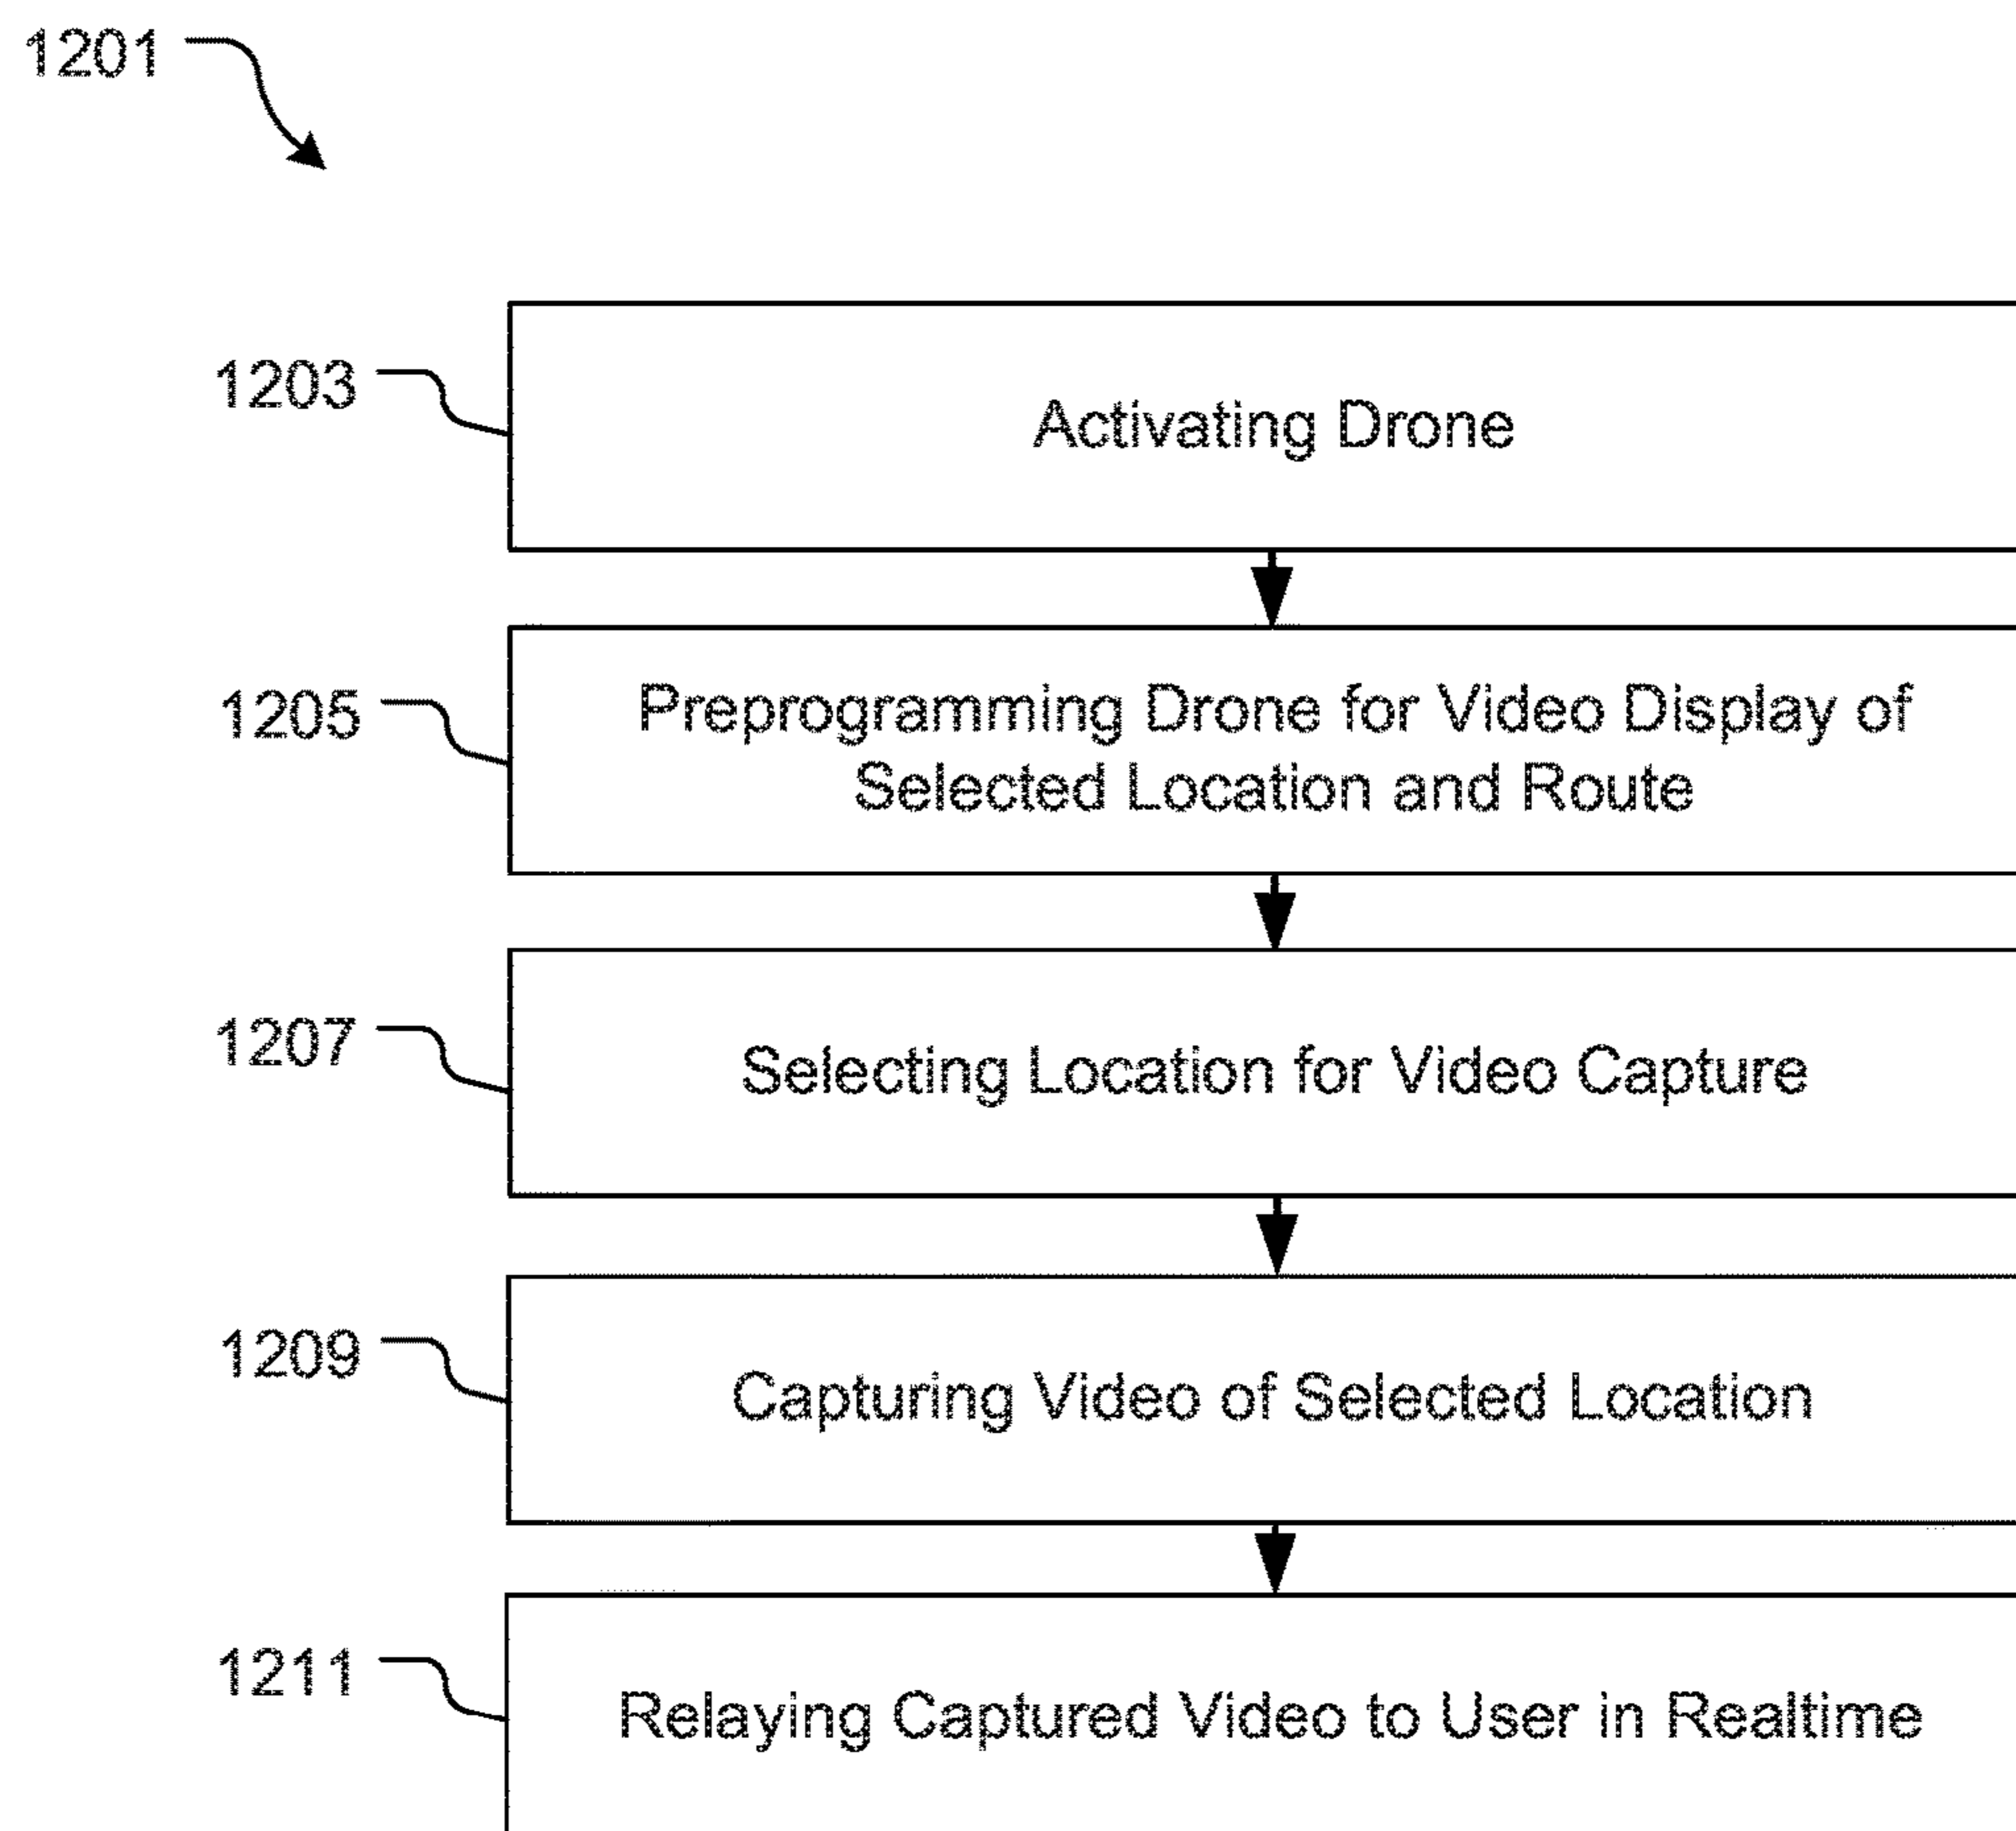 1201
1203
Activating Drone
1205
Preprogramming Drone for Video Display of
Selected Location and Route
1207
Selecting Location for Video Capture
1209
Capturing Video of Selected Location
1211
Relaying Captured Video to User in Realtime